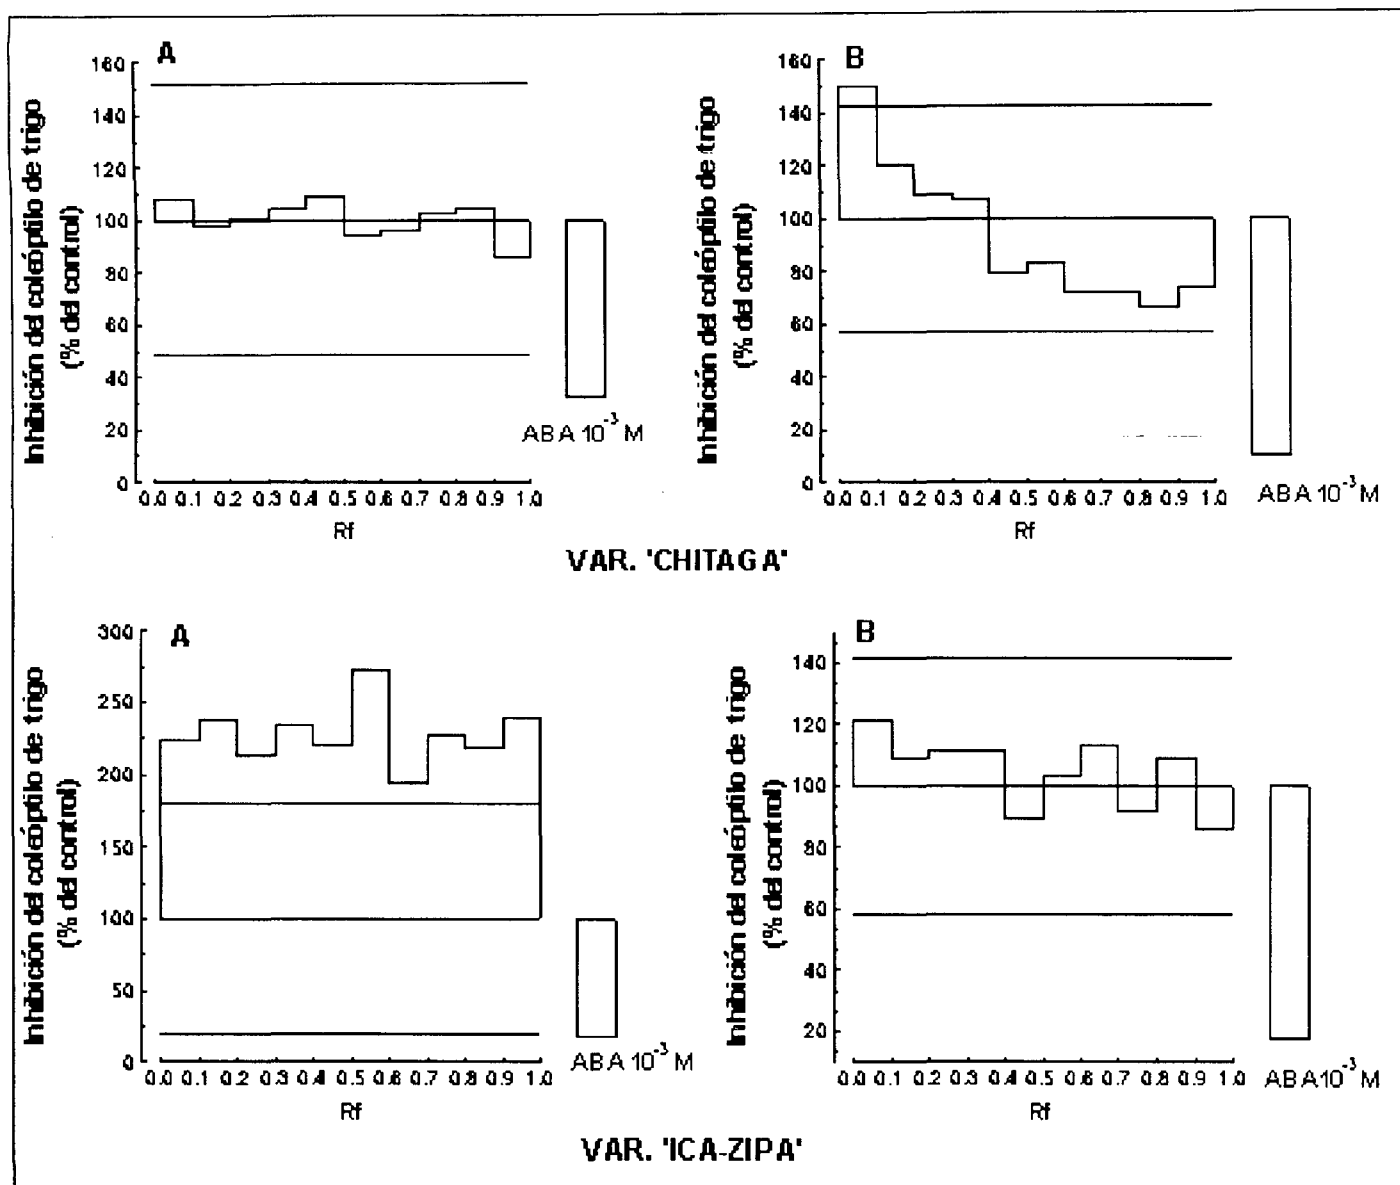 A
Inhibición del coleóptilo de trigo
(% del control)
160
140
120
100
80
60
40
20
0
0.0 0.1 0.2 0.3 0.4 0.5 0.6 0.7 0.8 0.9 1.0
Rf
ABA 10⁻³ M
B
Inhibición del coleóptilo de trigo
(% del control)
160
140
120
100
80
60
40
20
0
0.0 0.1 0.2 0.3 0.4 0.5 0.6 0.7 0.8 0.9 1.0
Rf
ABA 10⁻³ M
VAR. 'CHITAGA'
A
Inhibición del coleóptilo de trigo
(% del control)
300
250
200
150
100
50
0
0.0 0.1 0.2 0.3 0.4 0.5 0.6 0.7 0.8 0.9 1.0
Rf
ABA 10⁻³ M
B
Inhibición del coleóptilo de trigo
(% del control)
140
120
100
80
60
40
20
0.0 0.1 0.2 0.3 0.4 0.5 0.6 0.7 0.8 0.9 1.0
Rf
ABA 10⁻³ M
VAR. 'ICA-ZIPA'